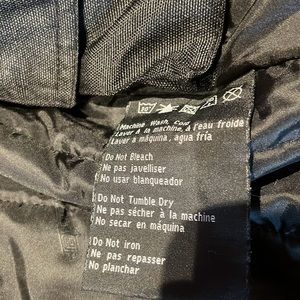 Machine Wash, Cold
Laver à la machine, à l'eau froide
Lavar a máquina, agua fría
Do Not Bleach
Ne pas javelliser
No usar blanqueador
Do Not Tumble Dry
Ne pas sécher à la machine
No secar en máquina
Do Not iron
Ne pas repasser
No planchar